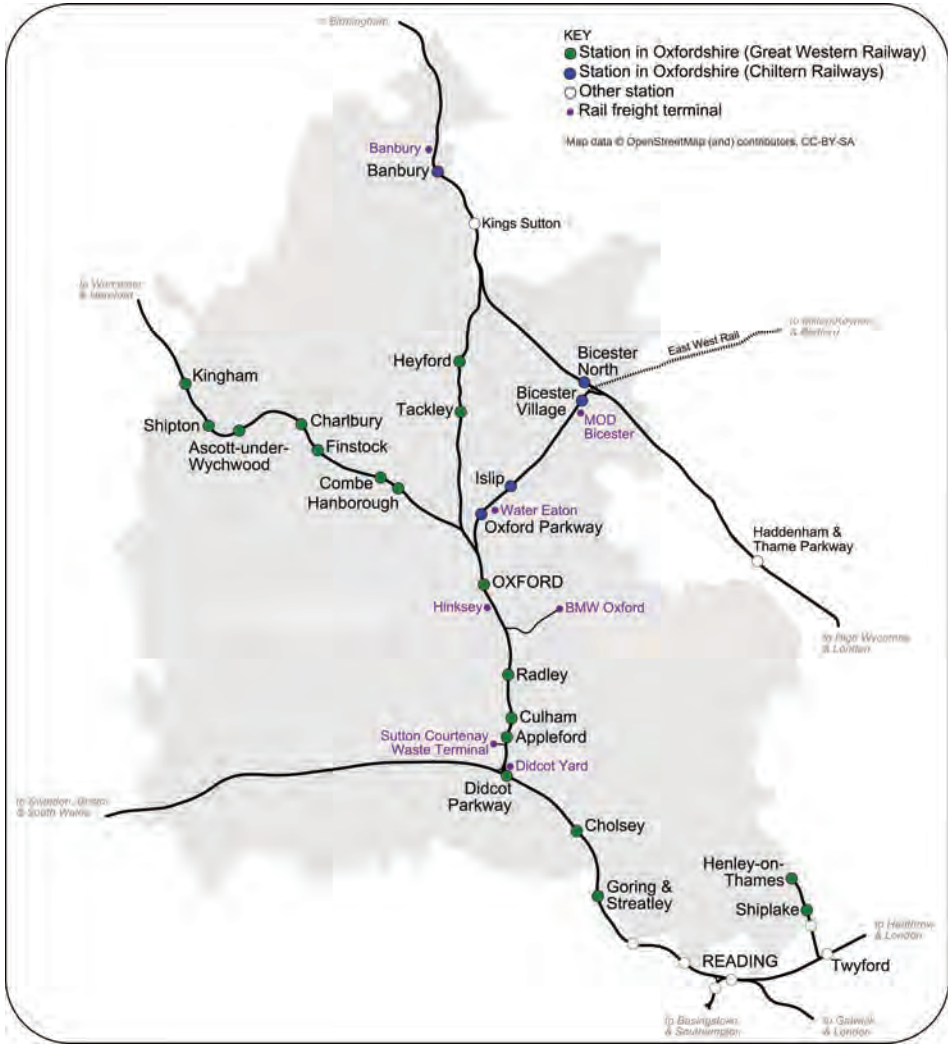 to Birmingham
KEY
Station in Oxfordshire (Great Western Railway)
Station in Oxfordshire (Chiltern Railways)
Other station
Rail freight terminal
Map data © OpenStreetMap (and) contributors, CC-BY-SA
Banbury
Banbury
Kings Sutton
to Worcester
& Hereford
to Milton Keynes
& Bedford
East West Rail
Bicester
North
Heyford
Kingham
Bicester
Village
Tackley
MOD
Bicester
Charlbury
Shipton
Ascott-under-
Wychwood
Finstock
Islip
Combe
Hanborough
Water Eaton
Oxford Parkway
Haddenham &
Thame Parkway
OXFORD
Hinksey
BMW Oxford
to High Wycombe
& London
Radley
Culham
Sutton Courtenay
Waste Terminal
Appleford
Didcot Yard
Didcot
Parkway
to Swindon, Bristol
& South Wales
Cholsey
Henley-on-
Thames
Goring &
Streatley
Shiplake
to Heathrow
& London
READING
Twyford
to Basingstoke
& Southampton
to Gatwick
& London